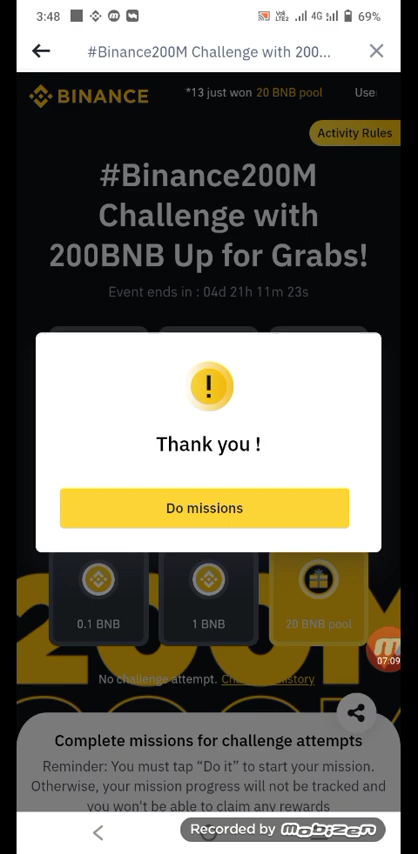 3:48
4G
69%
#Binance200M Challenge with 200...
BINANCE
*13 just won 20 BNB pool
Use
Activity Rules
#Binance200M
Challenge with
200BNB Up for Grabs!
Event ends in : 04d 21h 11m 23s
!
Thank you !
Do missions
0.1 BNB
1 BNB
20 BNB pool
07:09
No challenge attempt.
Complete missions for challenge attempts
Reminder: You must tap “Do it” to start your mission.
Otherwise, your mission progress will not be tracked and
you won't be able to claim any rewards
Recorded by mobizen